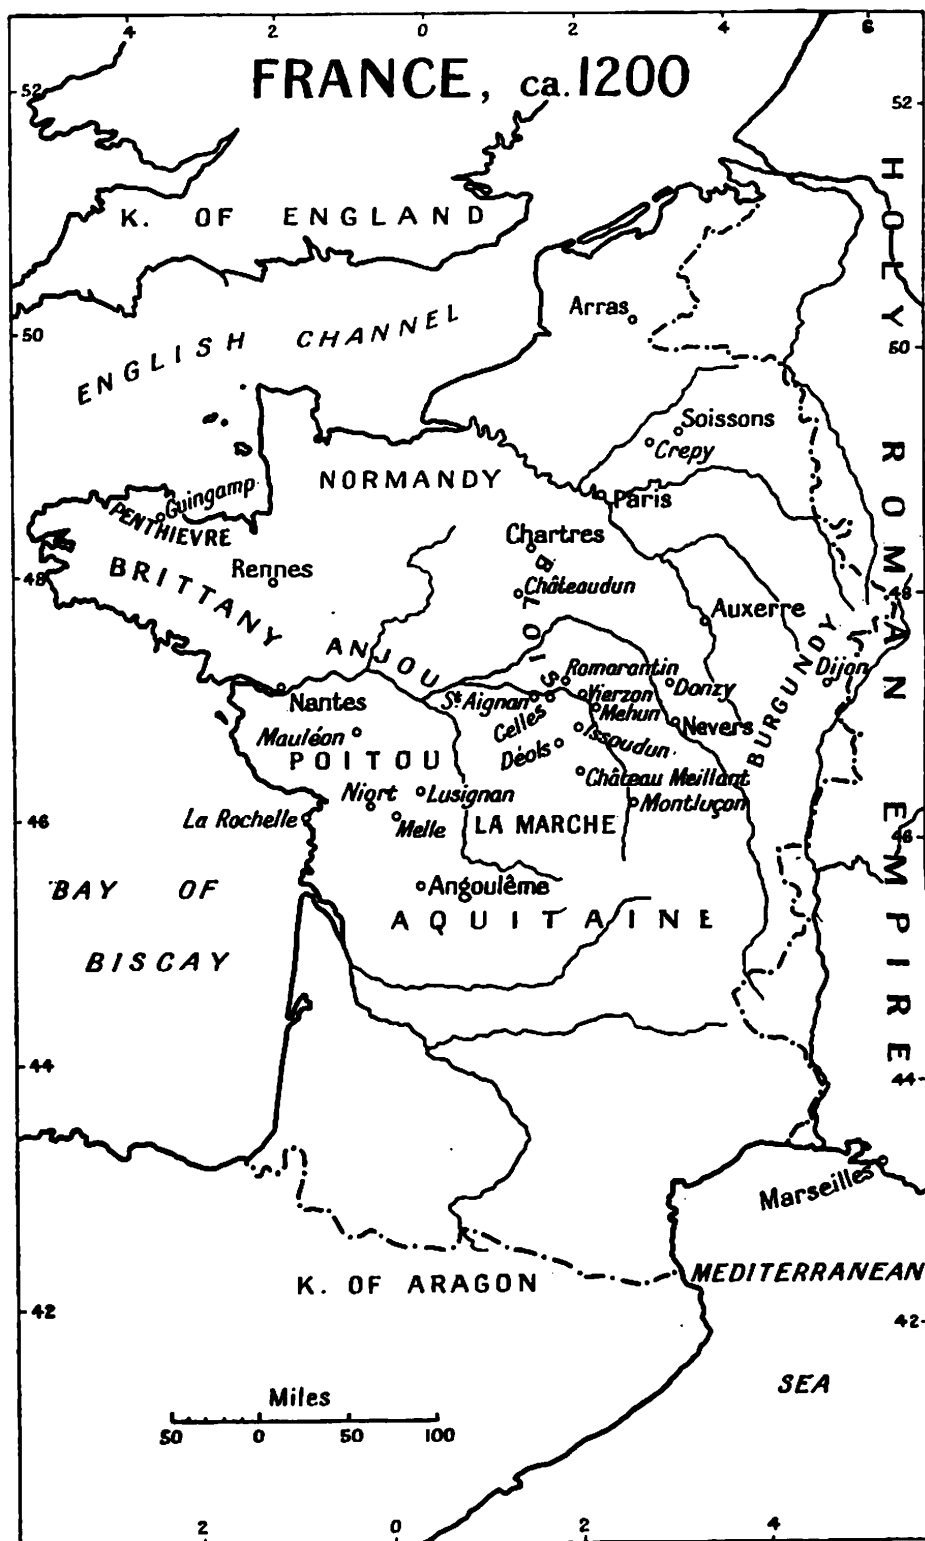 4 2 0 2 4 6
FRANCE, ca. 1200
52 52
K. OF ENGLAND
HOLY ROMAN EMPIRE
Arras
50 50
ENGLISH CHANNEL
Soissons
Crepy
NORMANDY
Paris
Guingamp
PENTHIEVRE
Chartres
BRITTANY
Rennes
48 48
Châteaudun
BLOIS
Auxerre
ANJOU
BURGUNDY
Dijon
Romarantin
Donzy
Nantes
St. Aignan
Vierzon
Mehun
Celles
Nevers
Mauléon
Issoudun
Déols
POITOU
Château Meillant
Niort
Lusignan
Montluçon
La Rochelle
Melle
LA MARCHE
46 46
BAY OF
BISCAY
Angoulême
AQUITAINE
44 44
Marseilles
K. OF ARAGON
MEDITERRANEAN
SEA
42 42
Miles
50 0 50 100
2 0 2 4